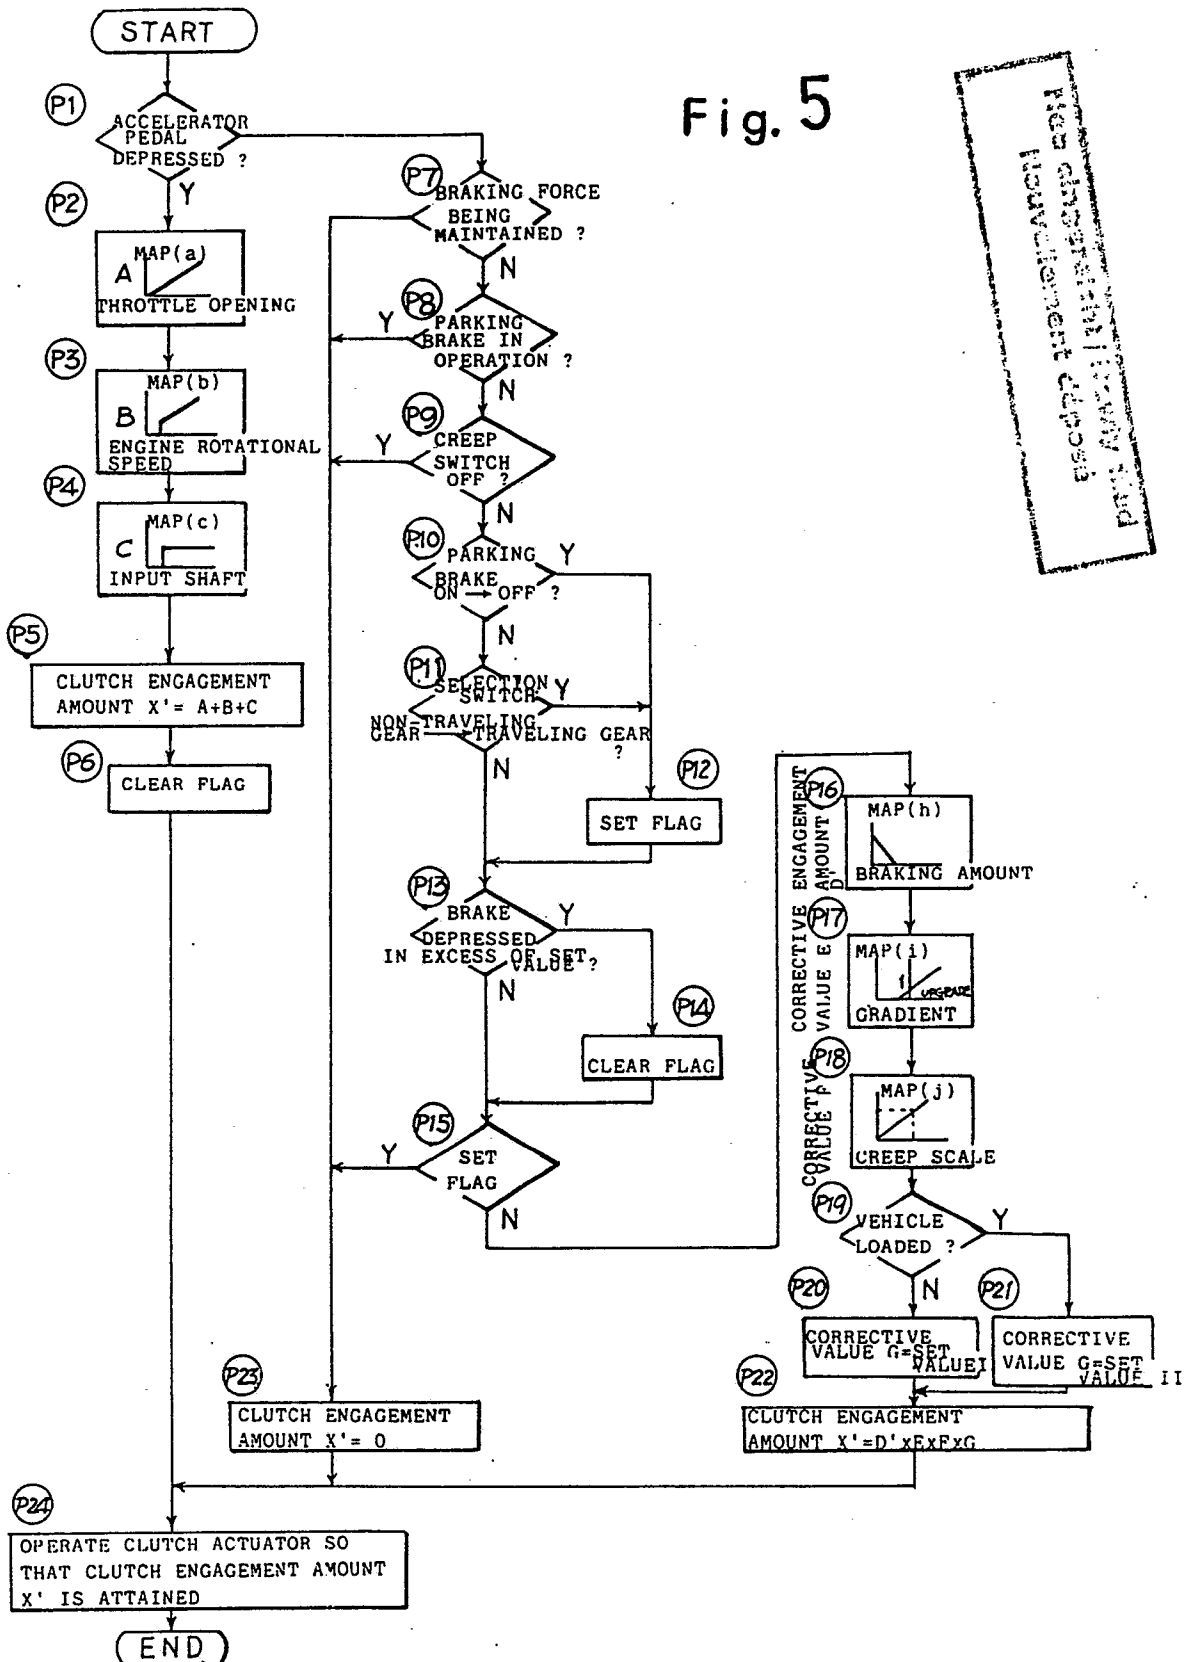 START
Fig. 5
P1
ACCELERATOR
PEDAL
DEPRESSED ?
Y
P2
MAP(a)
A
THROTTLE OPENING
P3
MAP(b)
B
ENGINE ROTATIONAL
SPEED
P4
MAP(c)
C
INPUT SHAFT
P5
CLUTCH ENGAGEMENT
AMOUNT X'= A+B+C
P6
CLEAR FLAG
P7
BRAKING FORCE
BEING
MAINTAINED ?
N
P8
Y
PARKING
BRAKE IN
OPERATION ?
N
P9
Y
CREEP
SWITCH
OFF ?
N
P10
PARKING
Y
BRAKE
ON → OFF ?
N
P11
SELECTION
SWITCH
Y
NON-TRAVELING
GEAR → TRAVELING GEAR
?
N
P12
SET FLAG
P13
BRAKE
Y
DEPRESSED
IN EXCESS OF SET
VALUE ?
N
P14
CLEAR FLAG
P15
Y
SET
FLAG
N
CORRECTIVE ENGAGEMENT
AMOUNT
D'
P16
MAP(h)
BRAKING AMOUNT
CORRECTIVE
VALUE E
P17
MAP(i)
1
UPGRADE
GRADIENT
CORRECTIVE
VALUE F
P18
MAP(j)
CREEP SCALE
P19
VEHICLE
LOADED ?
Y
N
P20
CORRECTIVE
VALUE G=SET
VALUE I
P21
CORRECTIVE
VALUE G=SET
VALUE II
P22
CLUTCH ENGAGEMENT
AMOUNT X'=D'xExFxG
P23
CLUTCH ENGAGEMENT
AMOUNT X'= 0
P24
OPERATE CLUTCH ACTUATOR SO
THAT CLUTCH ENGAGEMENT AMOUNT
X' IS ATTAINED
END